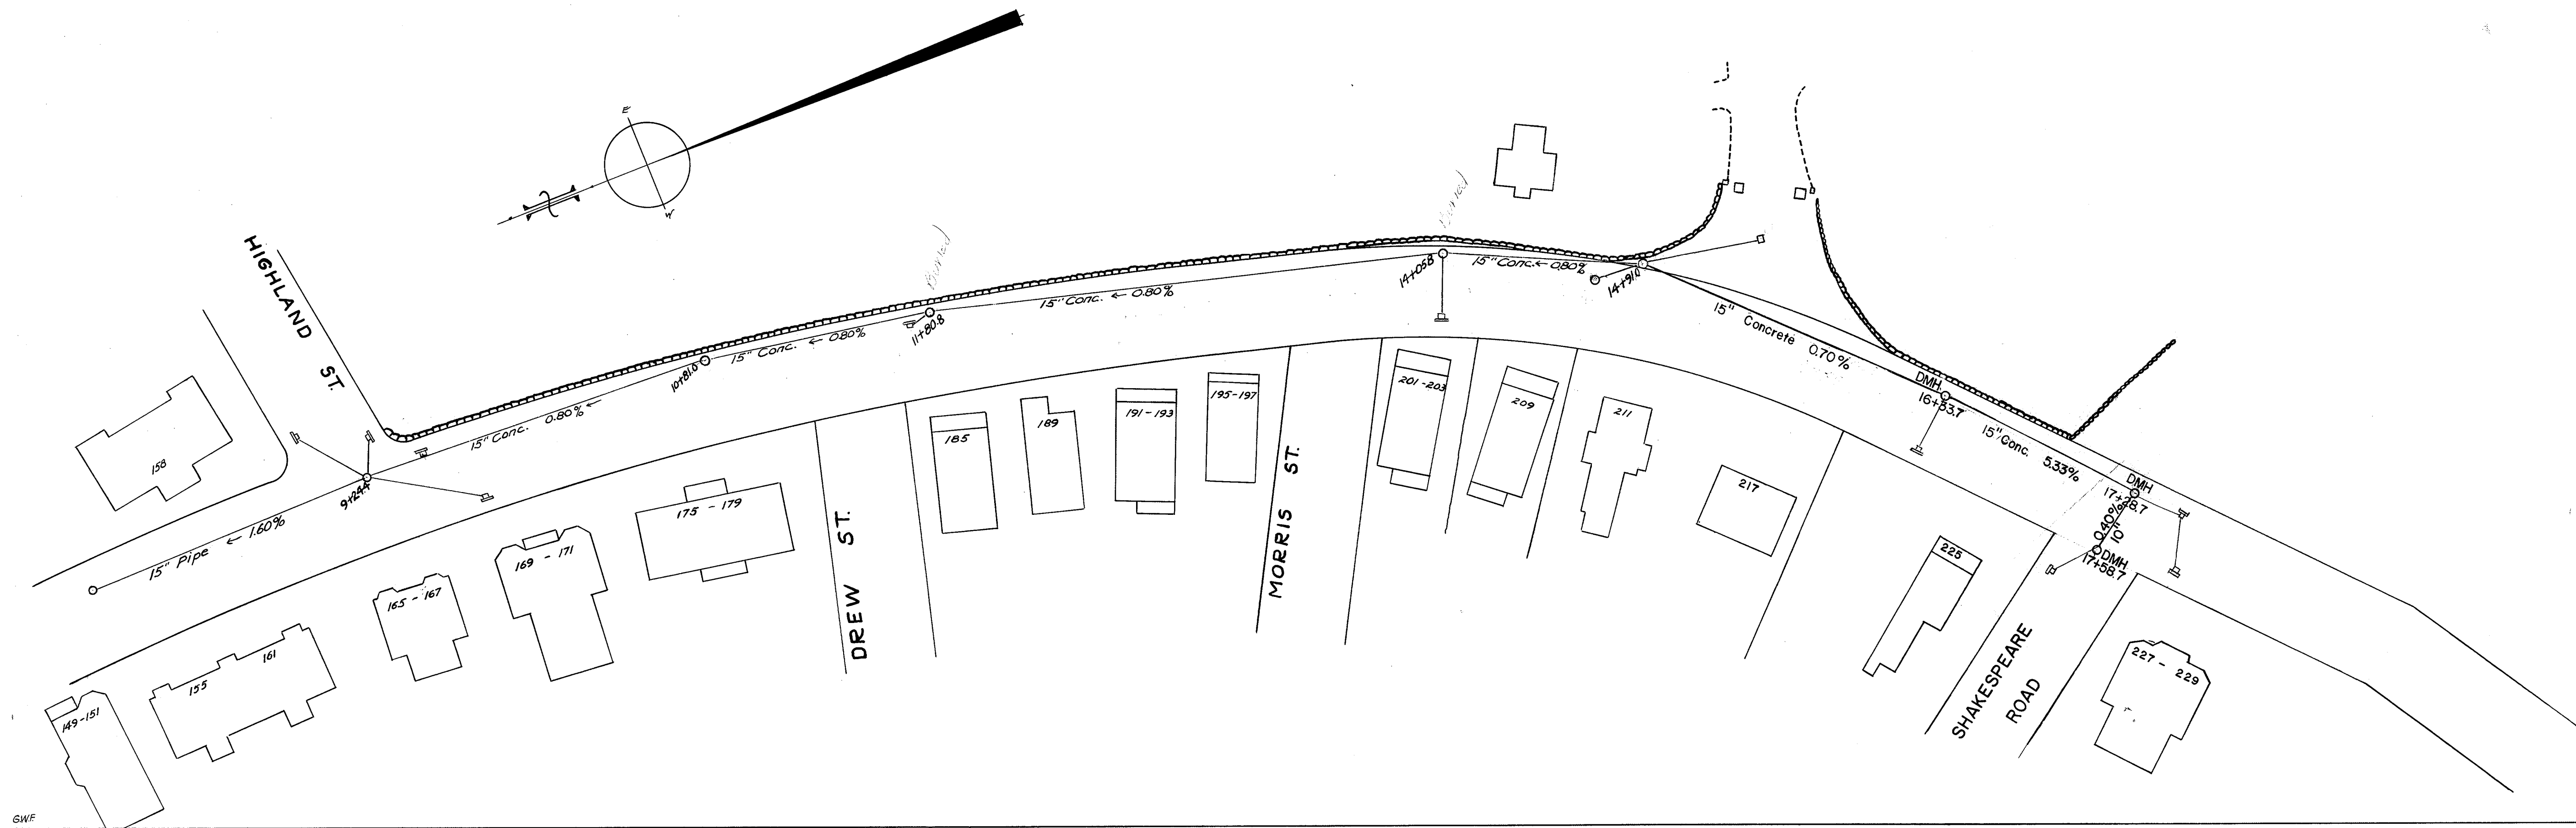 E
S
W
HIGHLAND ST.
Buried
Buried
158
15" Pipe ← 1.60%
9+24.4
15" Conc. 0.80% ←
10+81.0
15" Conc. ← 0.80%
11+80.8
15" Conc. ← 0.80%
14+05.8
15" Conc. ← 0.80%
14+91.0
15" Concrete 0.70%
DMH.
16+33.7
15" Conc. 5.33%
DMH
17+28.7
0.40%
10"
DMH
17+58.7
149-151
155
161
165-167
169-171
175-179
DREW ST.
185
189
191-193
195-197
MORRIS ST.
201-203
209
211
217
225
SHAKESPEARE
ROAD
227-229
G.W.F.